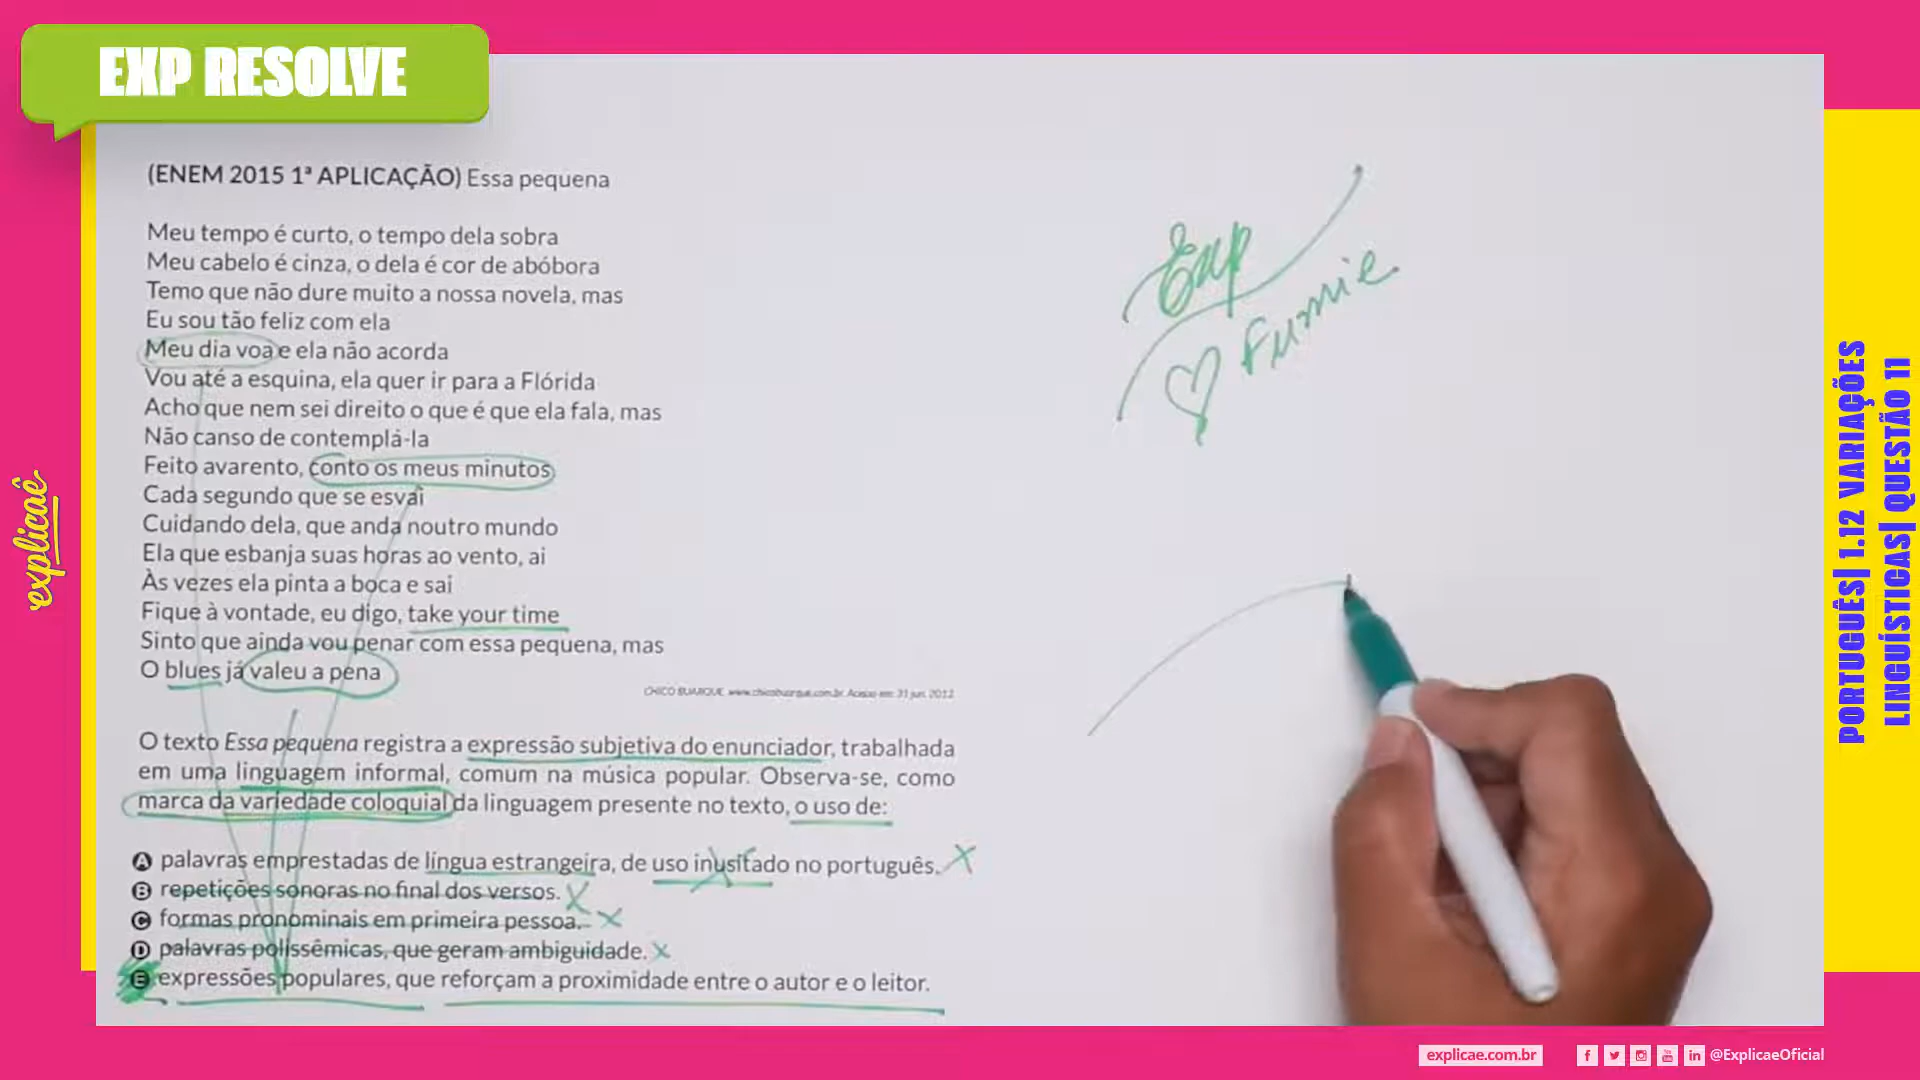 EXP RESOLVE
(ENEM 2015 1ª APLICAÇÃO) Essa pequena
Meu tempo é curto, o tempo dela sobra
Meu cabelo é cinza, o dela é cor de abóbora
Temo que não dure muito a nossa novela, mas
Eu sou tão feliz com ela
Meu dia voa e ela não acorda
Vou até a esquina, ela quer ir para a Flórida
Acho que nem sei direito o que é que ela fala, mas
Não canso de contemplá-la
Feito avarento, conto os meus minutos
Cada segundo que se esvai
Cuidando dela, que anda noutro mundo
Ela que esbanja suas horas ao vento, ai
Às vezes ela pinta a boca e sai
Fique à vontade, eu digo, take your time
Sinto que ainda vou penar com essa pequena, mas
O blues já valeu a pena
CHICO BUARQUE. www.chicobuarque.com.br. Acesso em: 31 jun. 2012
O texto Essa pequena registra a expressão subjetiva do enunciador, trabalhada
em uma linguagem informal, comum na música popular. Observa-se, como
marca da variedade coloquial da linguagem presente no texto, o uso de:
A palavras emprestadas de língua estrangeira, de uso inusitado no português.
B repetições sonoras no final dos versos.
C formas pronominais em primeira pessoa.
D palavras polissêmicas, que geram ambiguidade.
E expressões populares, que reforçam a proximidade entre o autor e o leitor.
Exp
Fumie
explicaê
PORTUGUÊS| 1.12 VARIAÇÕES
LINGUÍSTICAS| QUESTÃO 11
explicae.com.br
@ExplicaeOficial